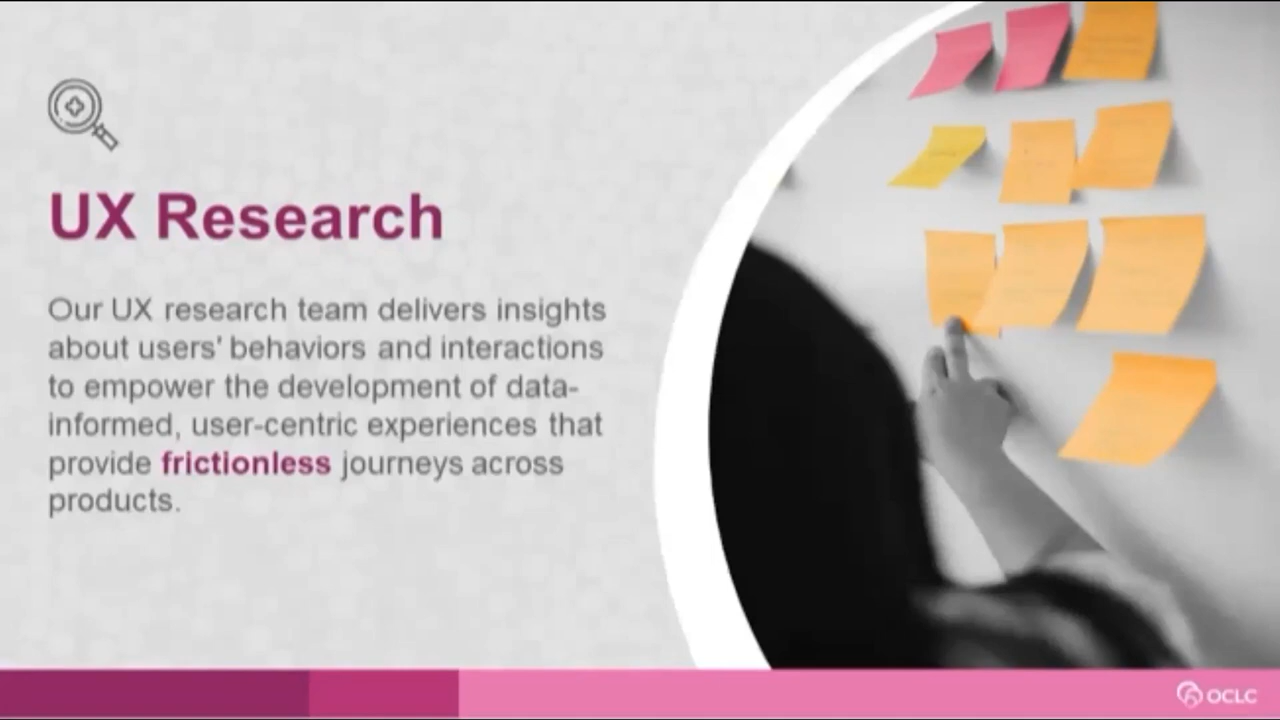 UX Research
Our UX research team delivers insights
about users' behaviors and interactions
to empower the development of data-
informed, user-centric experiences that
provide frictionless journeys across
products.
OCLC